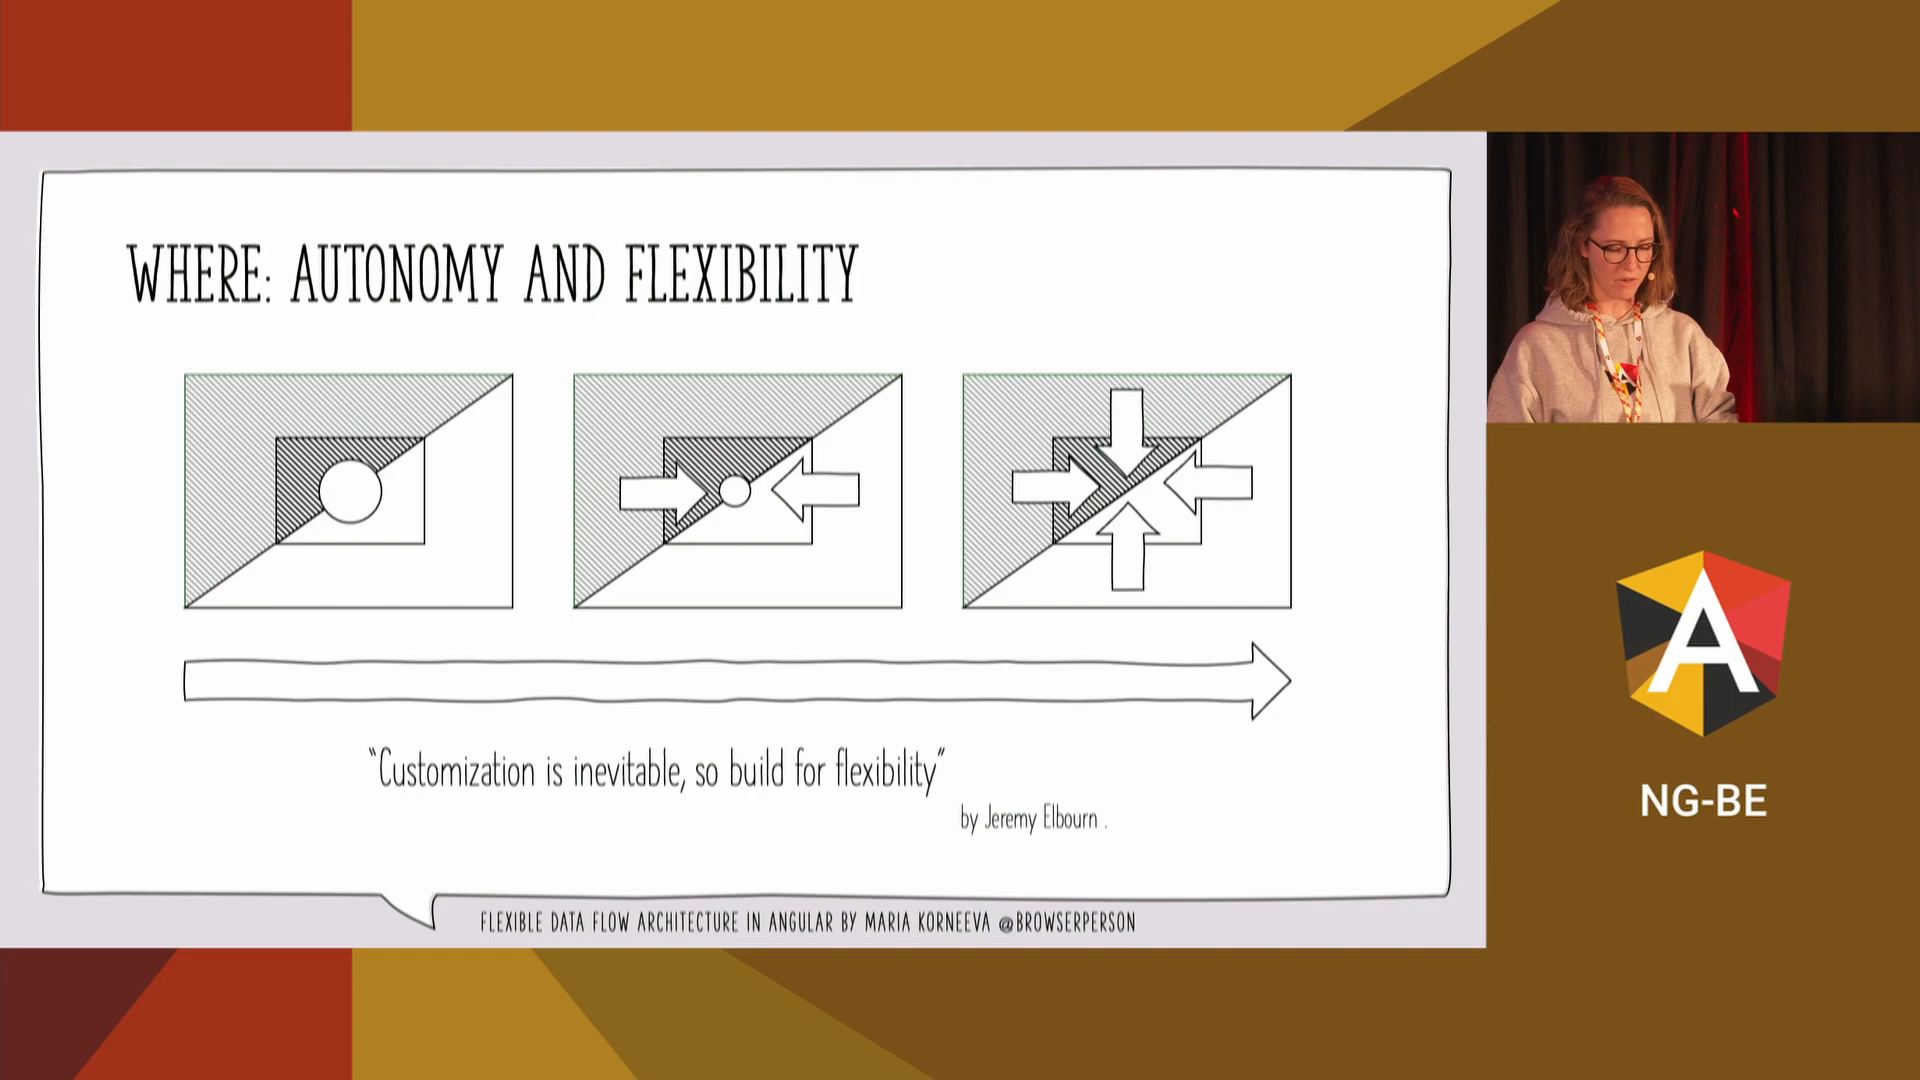 WHERE: AUTONOMY AND FLEXIBILITY
“Customization is inevitable, so build for flexibility”
by Jeremy Elbourn .
FLEXIBLE DATA FLOW ARCHITECTURE IN ANGULAR BY MARIA KORNEEVA @BROWSERPERSON
A
NG-BE